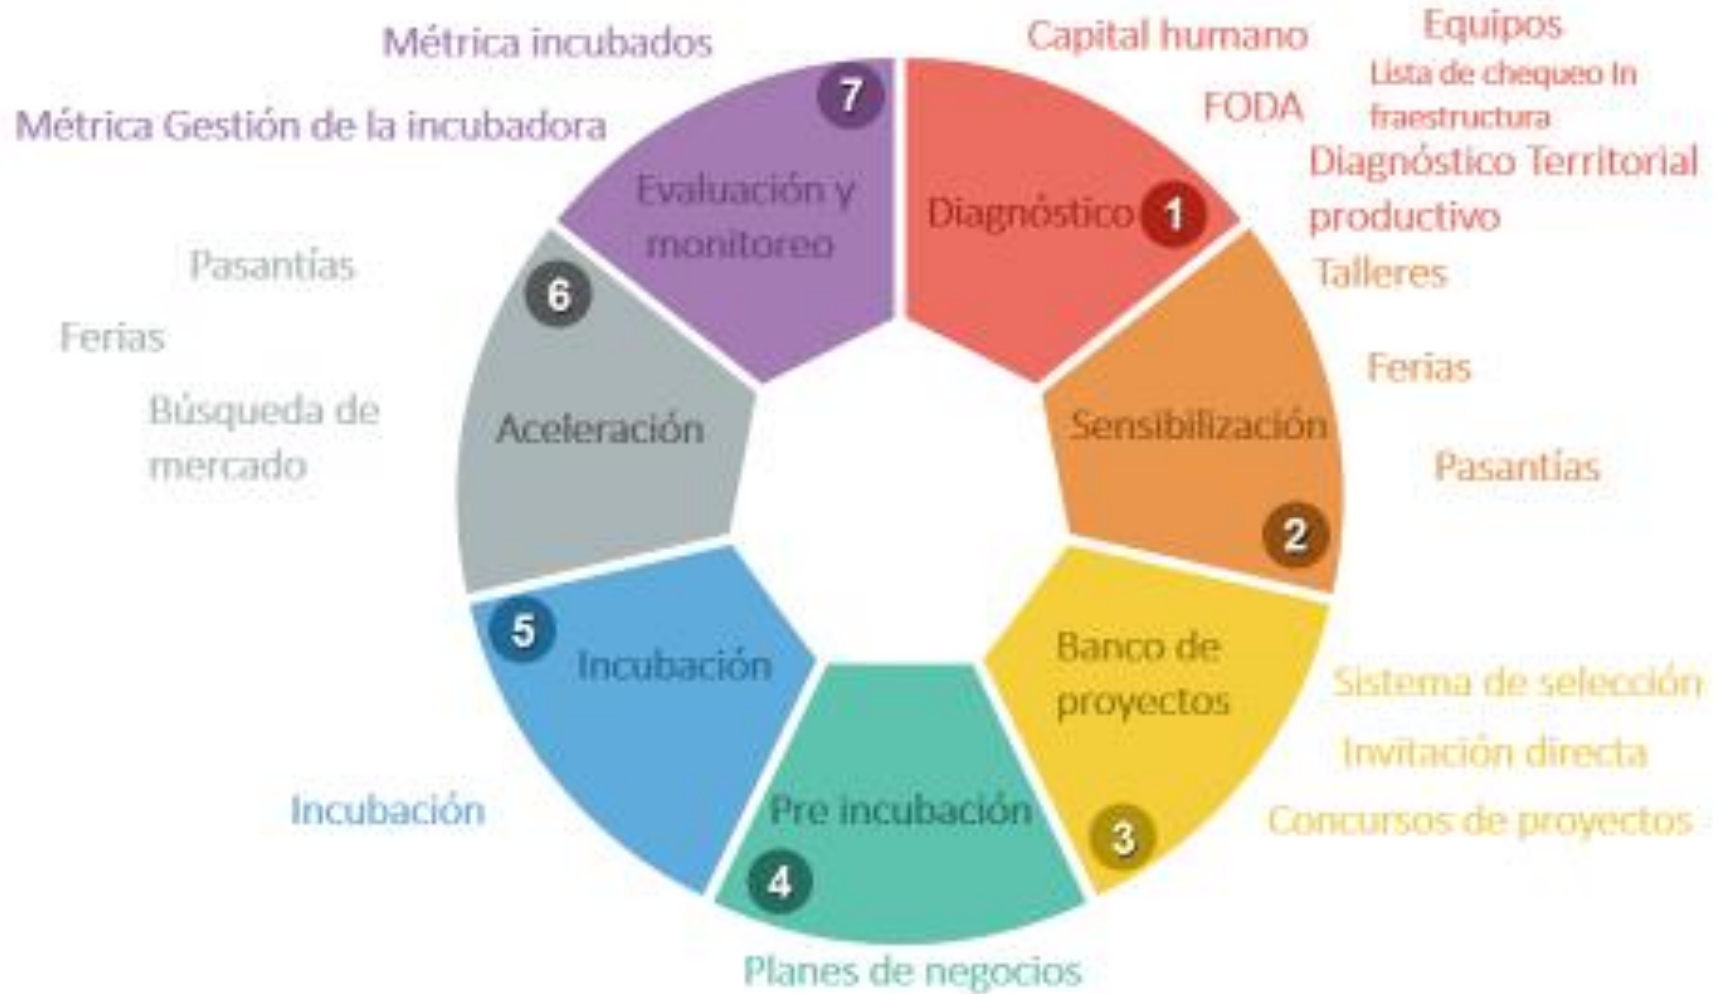 Capital humano
Equipos
FODA
Lista de chequeo In
fraestructura
Diagnóstico Territorial
productivo
Diagnóstico
1
Talleres
Ferias
Pasantías
Sensibilización
2
Banco de
proyectos
3
Sistema de selección
Invitación directa
Concursos de proyectos
Pre incubación
4
Planes de negocios
5
Incubación
Incubación
6
Aceleración
Pasantías
Ferias
Búsqueda de
mercado
7
Evaluación y
monitoreo
Métrica incubados
Métrica Gestión de la incubadora